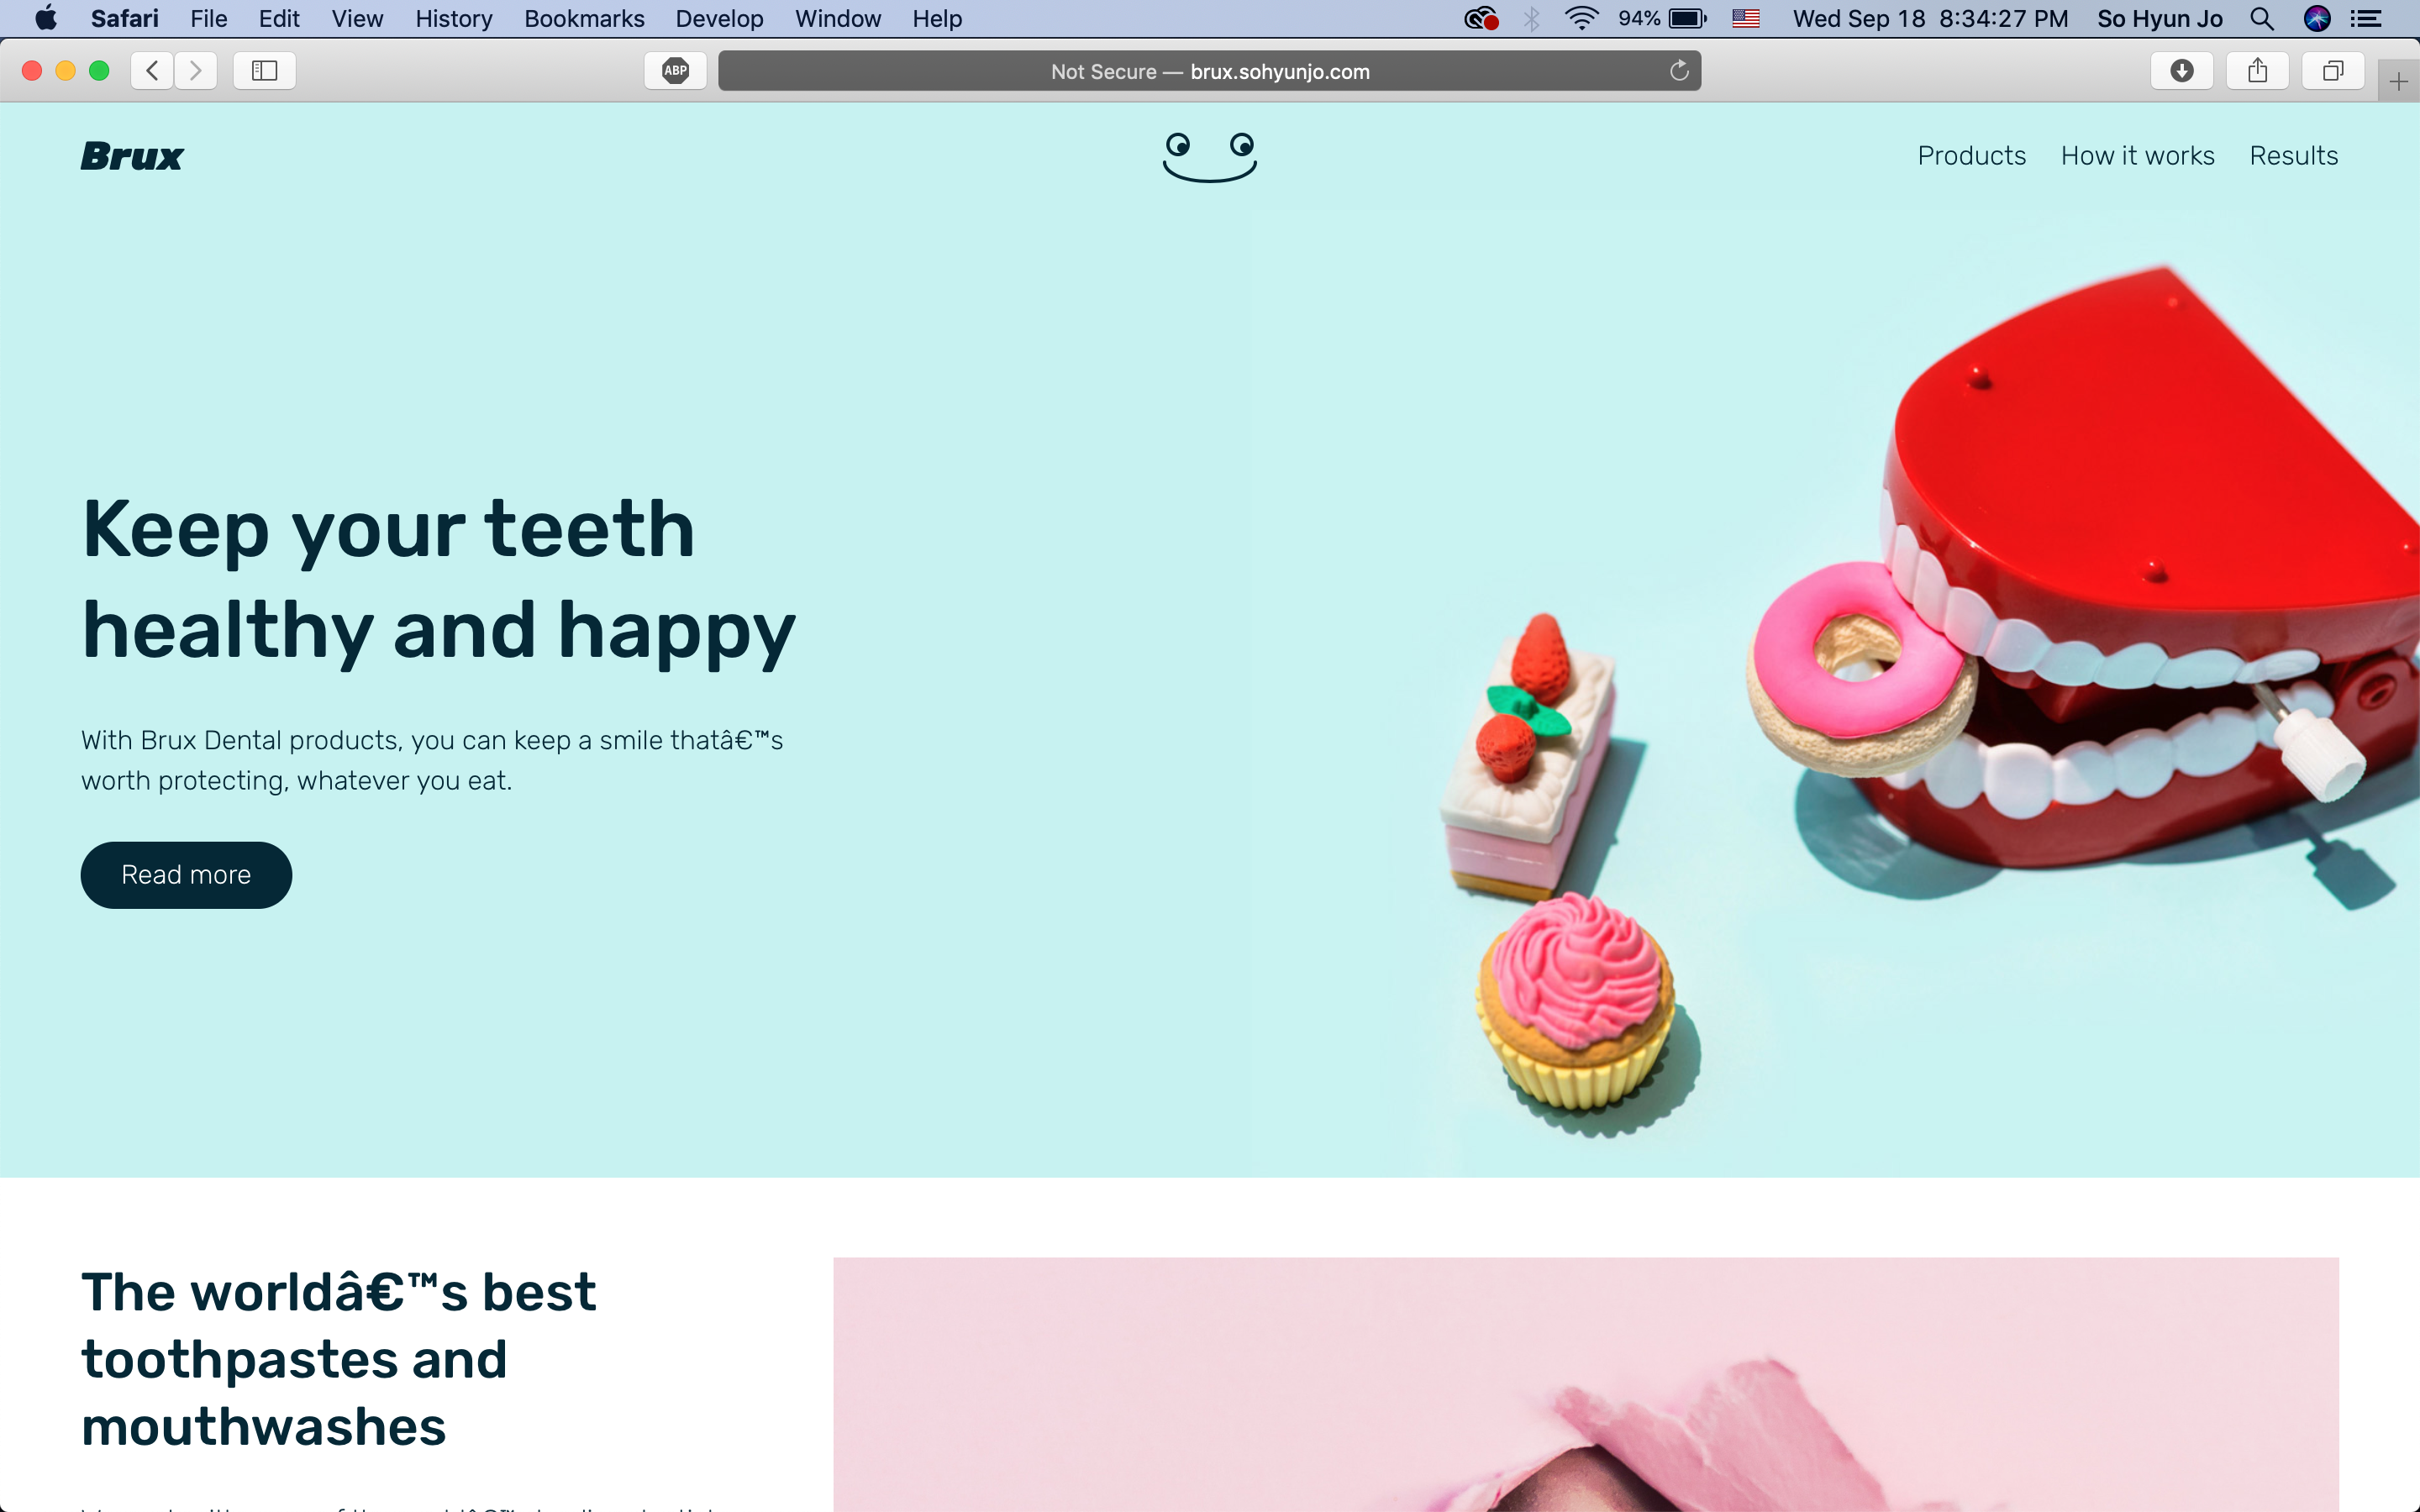 Safari File Edit View History Bookmarks Develop Window Help 94% Wed Sep 18 8:34:27 PM So Hyun Jo
ABP Not Secure — brux.sohyunjo.com
Brux Products How it works Results
Keep your teeth
healthy and happy
With Brux Dental products, you can keep a smile thatâ€™s
worth protecting, whatever you eat.
Read more
The worldâ€™s best
toothpastes and
mouthwashes